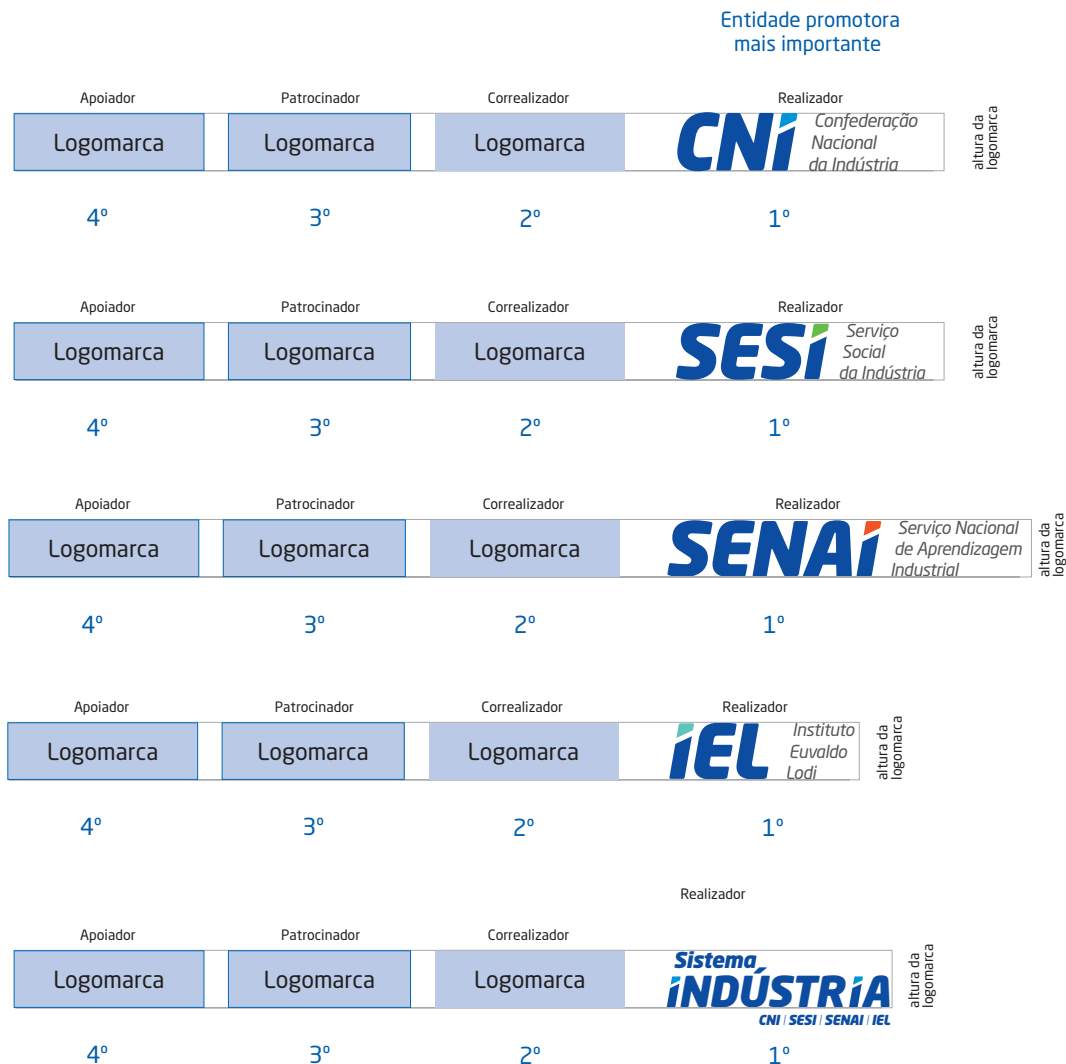 Entidade promotora
mais importante
Apoiador
Patrocinador
Correalizador
Realizador
Logomarca
Logomarca
Logomarca
CNI
Confederação
Nacional
da Indústria
altura da
logomarca
4º
3º
2º
1º
Apoiador
Patrocinador
Correalizador
Realizador
Logomarca
Logomarca
Logomarca
SESI
Serviço
Social
da Indústria
altura da
logomarca
4º
3º
2º
1º
Apoiador
Patrocinador
Correalizador
Realizador
Logomarca
Logomarca
Logomarca
SENAI
Serviço Nacional
de Aprendizagem
Industrial
altura da
logomarca
4º
3º
2º
1º
Apoiador
Patrocinador
Correalizador
Realizador
Logomarca
Logomarca
Logomarca
IEL
Instituto
Euvaldo
Lodi
altura da
logomarca
4º
3º
2º
1º
Realizador
Apoiador
Patrocinador
Correalizador
Logomarca
Logomarca
Logomarca
Sistema
INDÚSTRIA
CNI | SESI | SENAI | IEL
altura da
logomarca
4º
3º
2º
1º